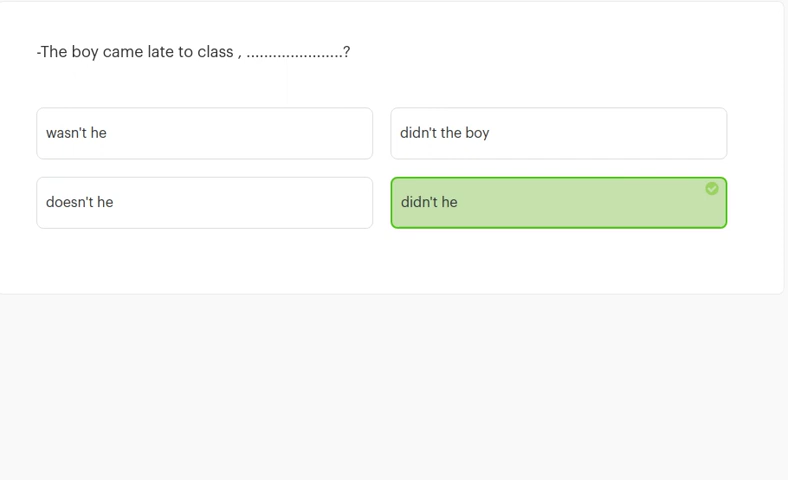 -The boy came late to class , ......................?
wasn't he
didn't the boy
doesn't he
didn't he